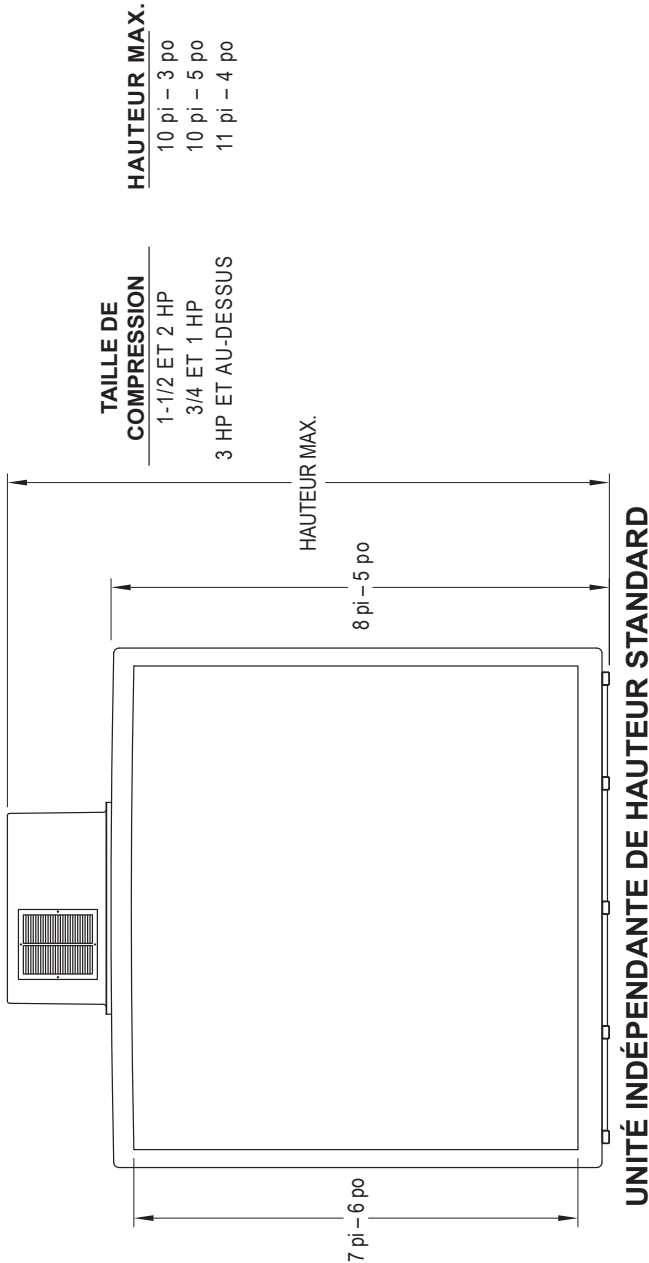 TAILLE DE
COMPRESSION
HAUTEUR MAX.
1-1/2 ET 2 HP
10 pi – 3 po
3/4 ET 1 HP
10 pi – 5 po
3 HP ET AU-DESSUS
11 pi – 4 po
HAUTEUR MAX.
8 pi – 5 po
7 pi – 6 po
UNITÉ INDÉPENDANTE DE HAUTEUR STANDARD